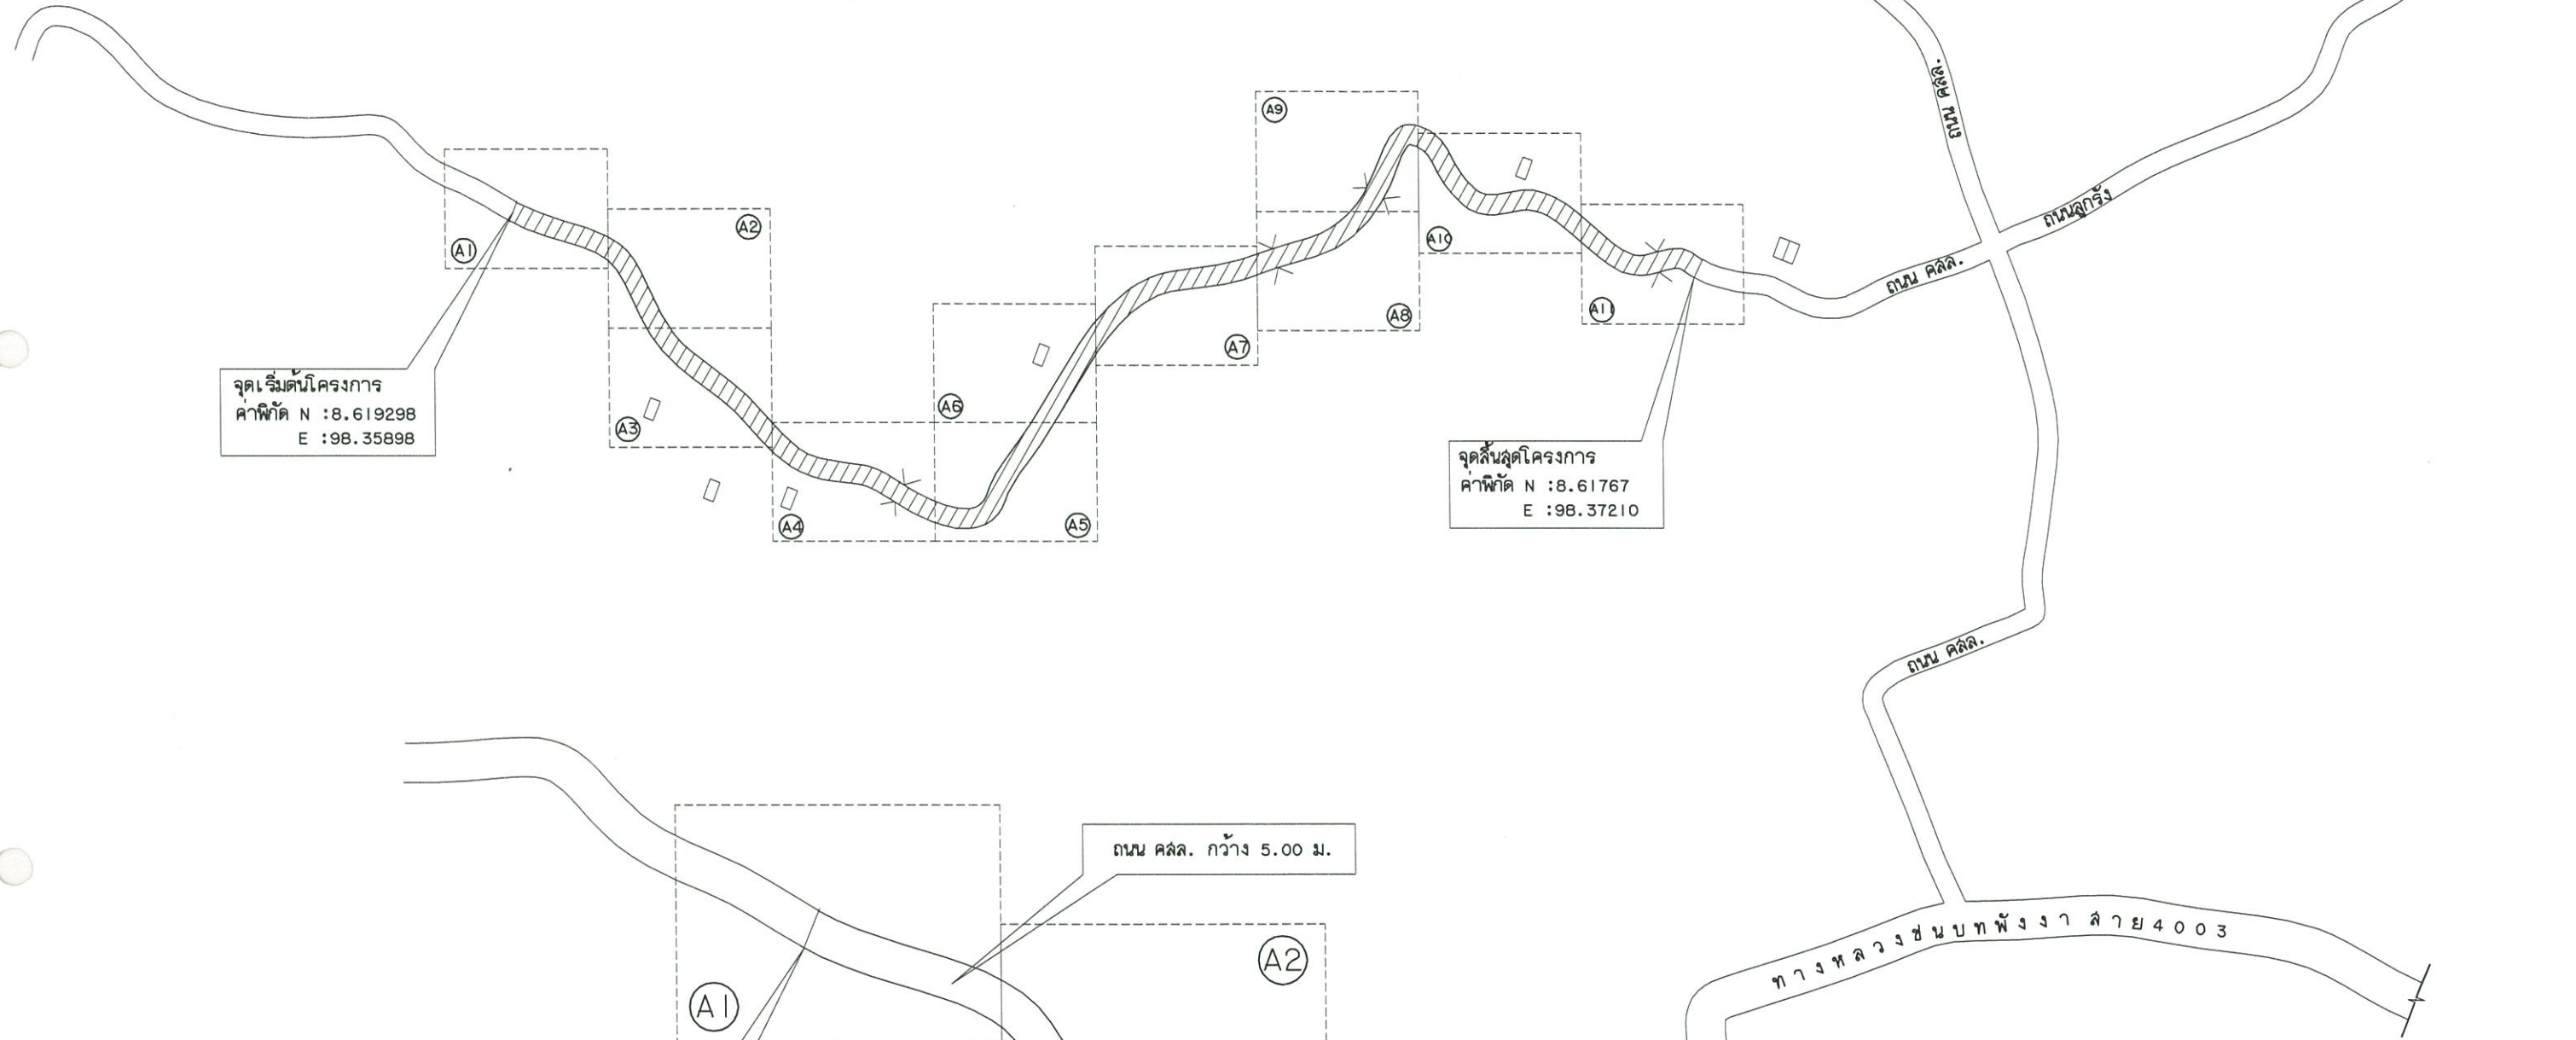 ถนน คสล.
A9
A1
A2
A10
ถนนลูกรัง
ถนน คสล.
A11
A8
A7
จุดเริ่มต้นโครงการ
ค่าพิกัด N :8.619298
E :98.35898
A3
A6
จุดสิ้นสุดโครงการ
ค่าพิกัด N :8.61767
E :98.37210
A4
A5
ถนน คสล.
ถนน คสล. กว้าง 5.00 ม.
ทางหลวงชนบทพังงา สาย4003
A1
A2